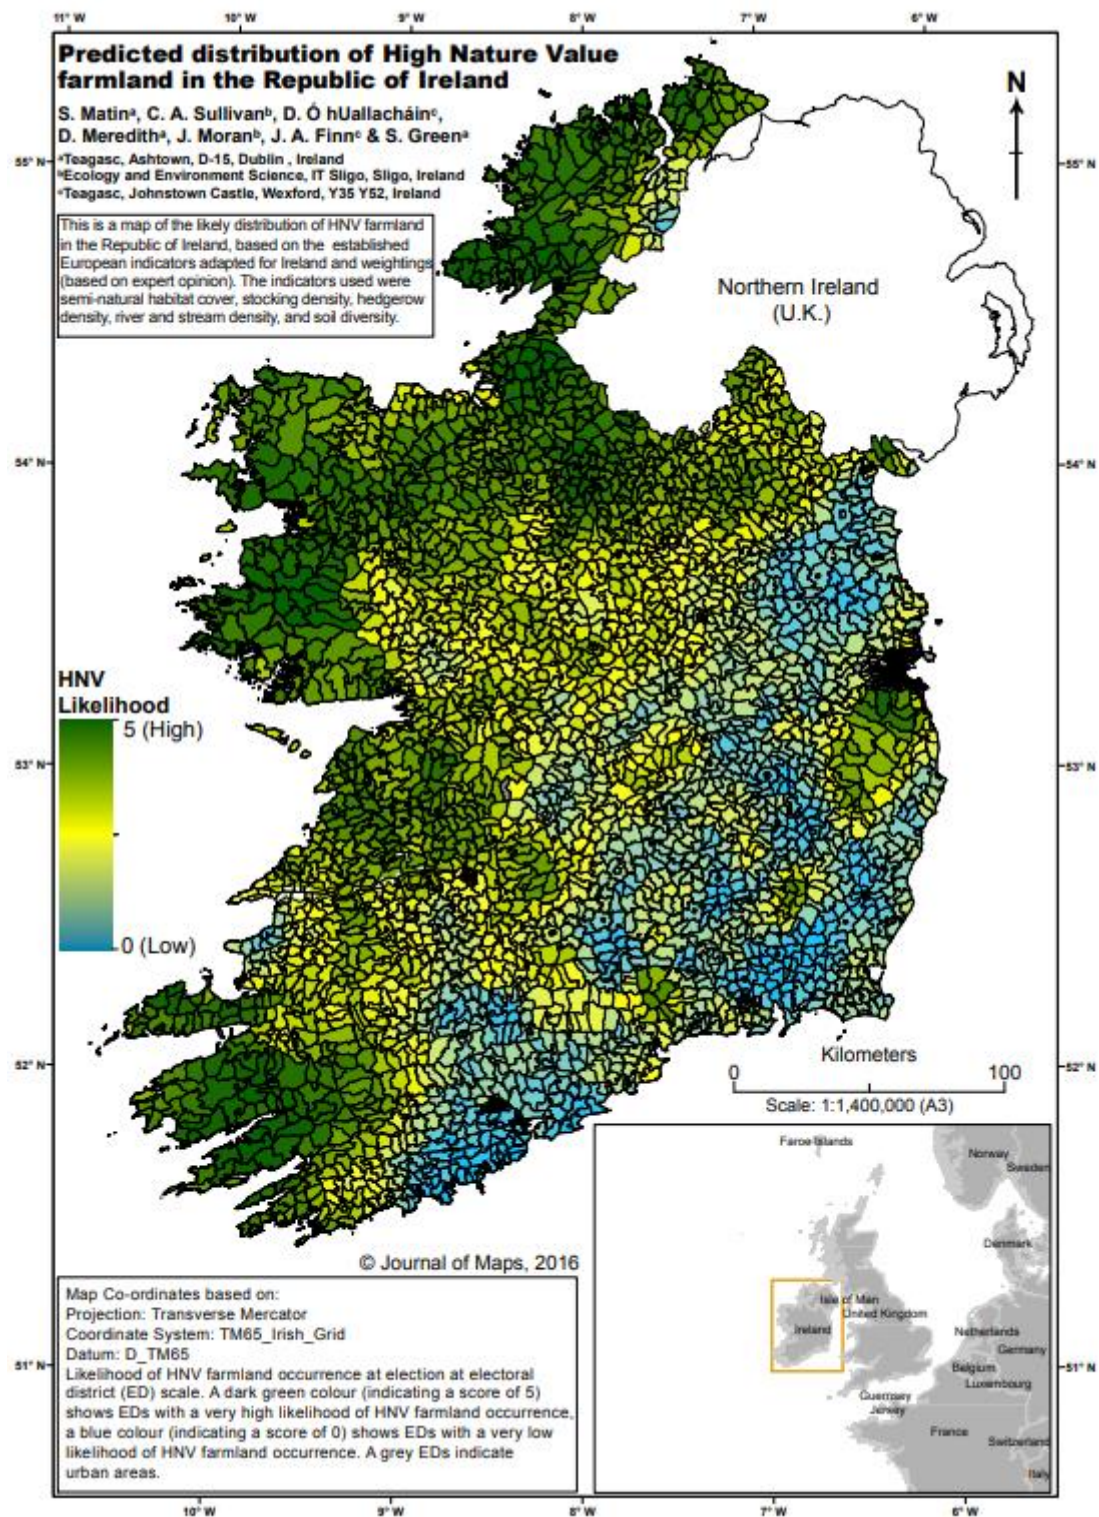 11° W 10° W 9° W 8° W 7° W 6° W
Predicted distribution of High Nature Value
farmland in the Republic of Ireland
S. Matinᵃ, C. A. Sullivanᵇ, D. Ó hUallacháinᶜ,
D. Meredithᵃ, J. Moranᵇ, J. A. Finnᶜ & S. Greenᵃ
ᵃTeagasc, Ashtown, D-15, Dublin , Ireland
ᵇEcology and Environment Science, IT Sligo, Sligo, Ireland
ᶜTeagasc, Johnstown Castle, Wexford, Y35 Y52, Ireland
This is a map of the likely distribution of HNV farmland
in the Republic of Ireland, based on the established
European indicators adapted for Ireland and weightings
(based on expert opinion). The indicators used were
semi-natural habitat cover, stocking density, hedgerow
density, river and stream density, and soil diversity.
N
55° N 55° N
Northern Ireland
(U.K.)
54° N 54° N
HNV
Likelihood
5 (High)
0 (Low)
53° N 53° N
52° N 52° N
Kilometers
0 100
Scale: 1:1,400,000 (A3)
© Journal of Maps, 2016
Map Co-ordinates based on:
Projection: Transverse Mercator
Coordinate System: TM65_Irish_Grid
Datum: D_TM65
Likelihood of HNV farmland occurrence at election at electoral
district (ED) scale. A dark green colour (indicating a score of 5)
shows EDs with a very high likelihood of HNV farmland occurrence,
a blue colour (indicating a score of 0) shows EDs with a very low
likelihood of HNV farmland occurrence. A grey EDs indicate
urban areas.
Faroe Islands
Norway
Sweden
Denmark
Isle of Man
United Kingdom
Ireland
Netherlands
Germany
Belgium
Luxembourg
Guernsey
Jersey
France
Switzerland
Italy
51° N 51° N
10° W 9° W 8° W 7° W 6° W